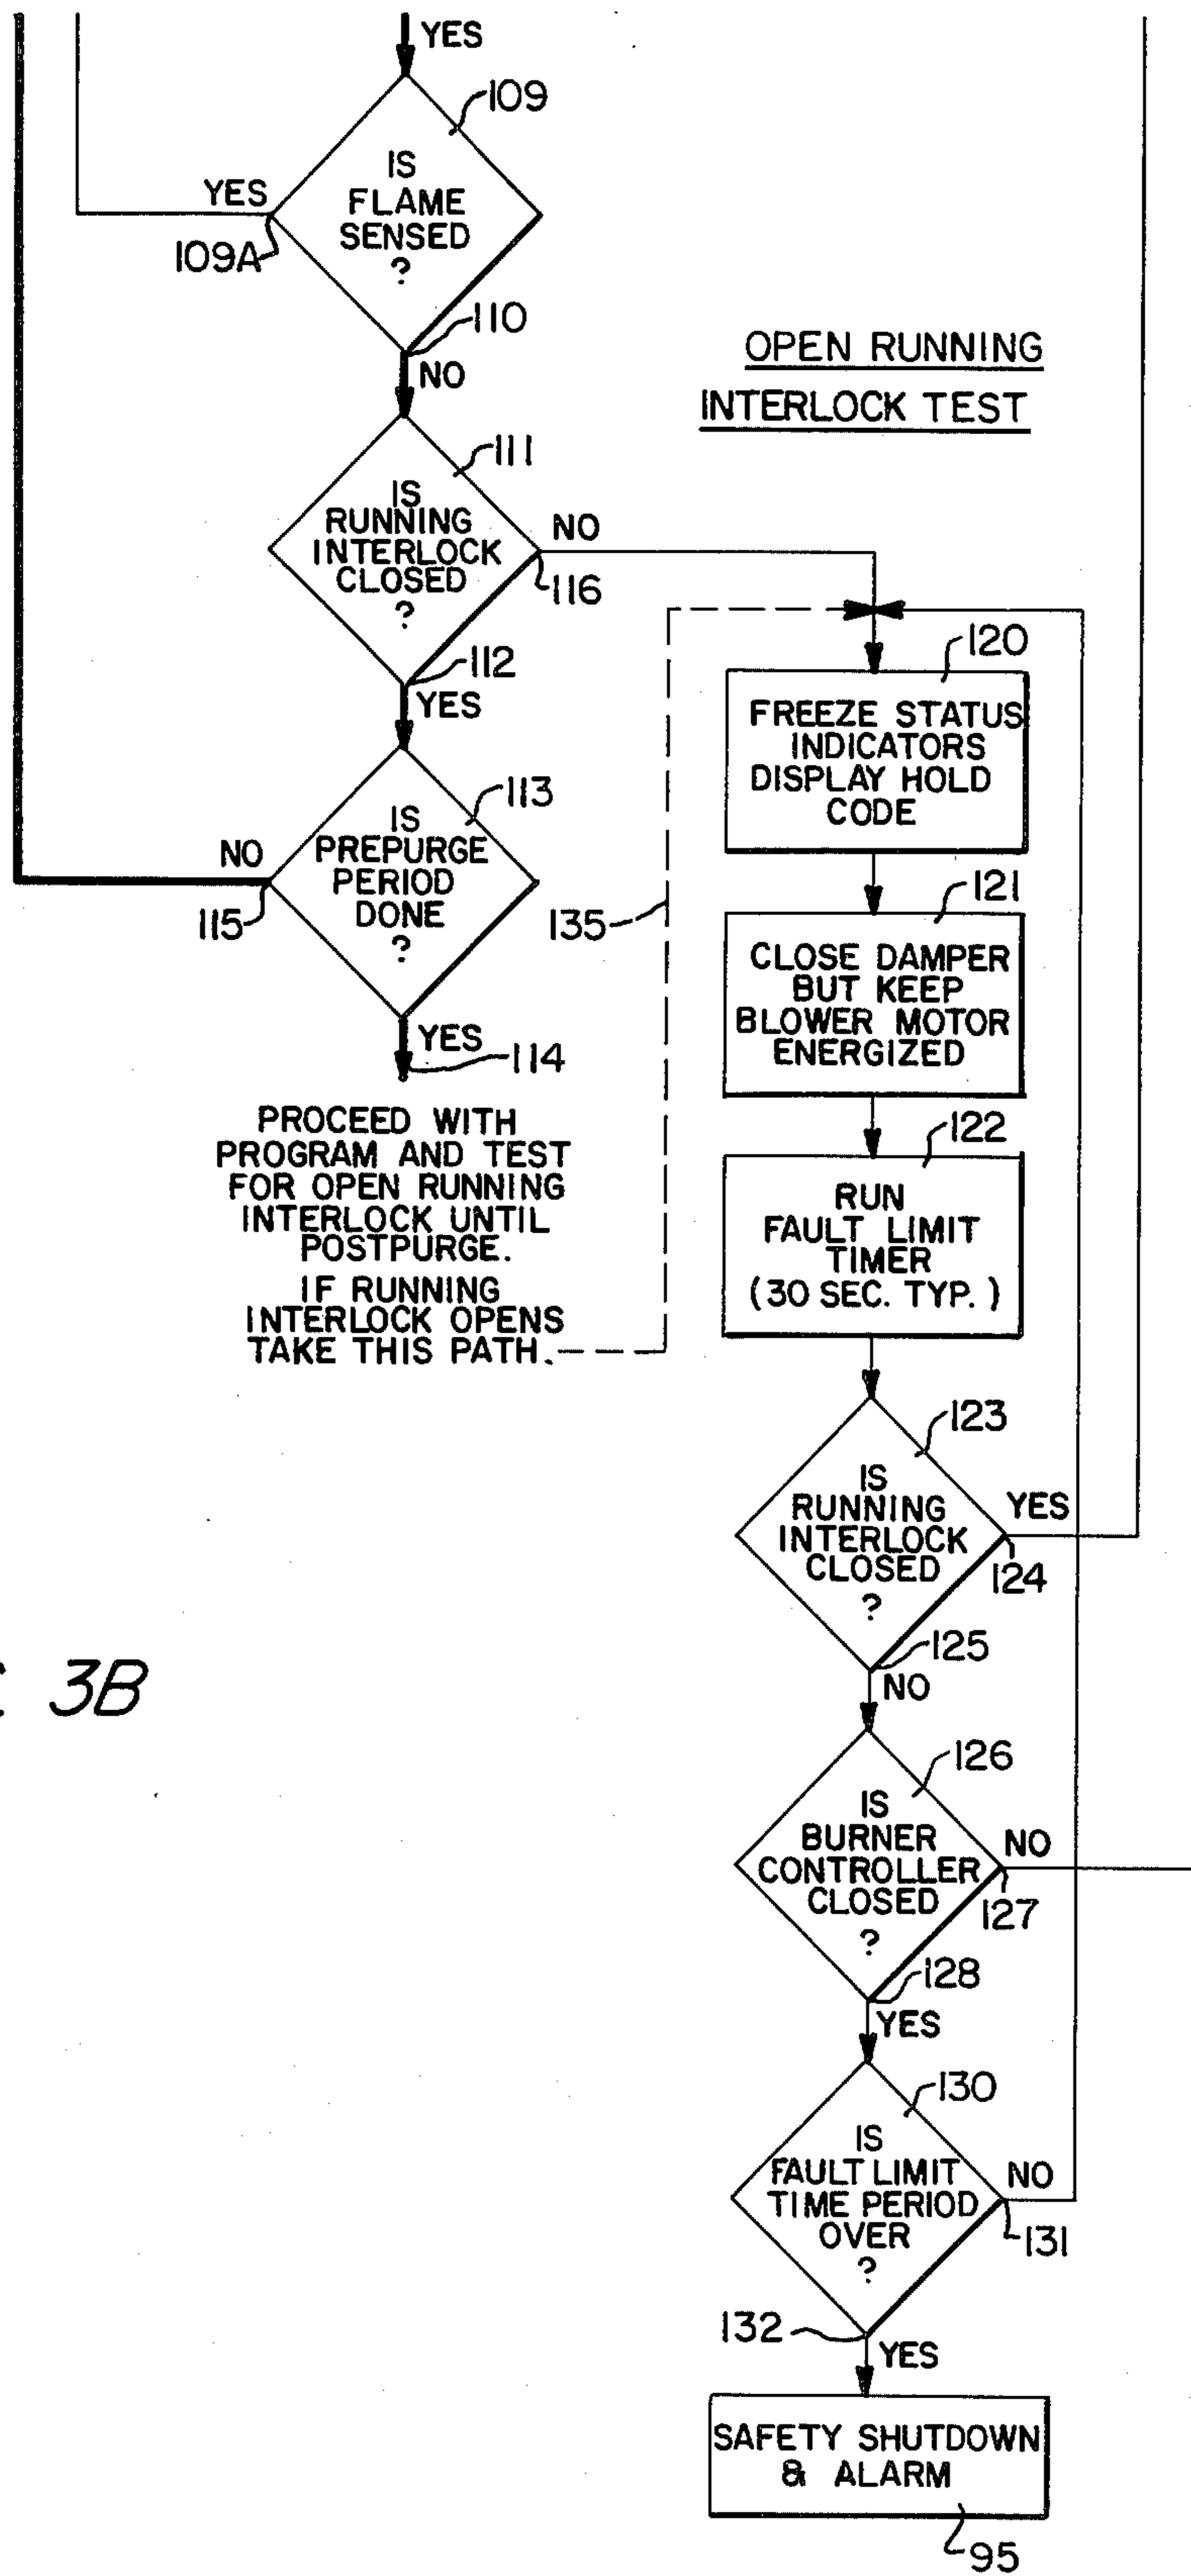 YES
109
IS
FLAME
SENSED
?
YES
109A
110
NO
OPEN RUNNING
INTERLOCK TEST
111
IS
RUNNING
INTERLOCK
CLOSED
?
NO
116
112
YES
113
IS
PREPURGE
PERIOD
DONE
?
NO
115
YES
114
PROCEED WITH
PROGRAM AND TEST
FOR OPEN RUNNING
INTERLOCK UNTIL
POSTPURGE.
IF RUNNING
INTERLOCK OPENS
TAKE THIS PATH.
135
120
FREEZE STATUS
INDICATORS
DISPLAY HOLD
CODE
121
CLOSE DAMPER
BUT KEEP
BLOWER MOTOR
ENERGIZED
122
RUN
FAULT LIMIT
TIMER
(30 SEC. TYP.)
123
IS
RUNNING
INTERLOCK
CLOSED
?
YES
124
125
NO
3B
126
IS
BURNER
CONTROLLER
CLOSED
?
NO
127
128
YES
130
IS
FAULT LIMIT
TIME PERIOD
OVER
?
NO
131
132
YES
SAFETY SHUTDOWN
& ALARM
95